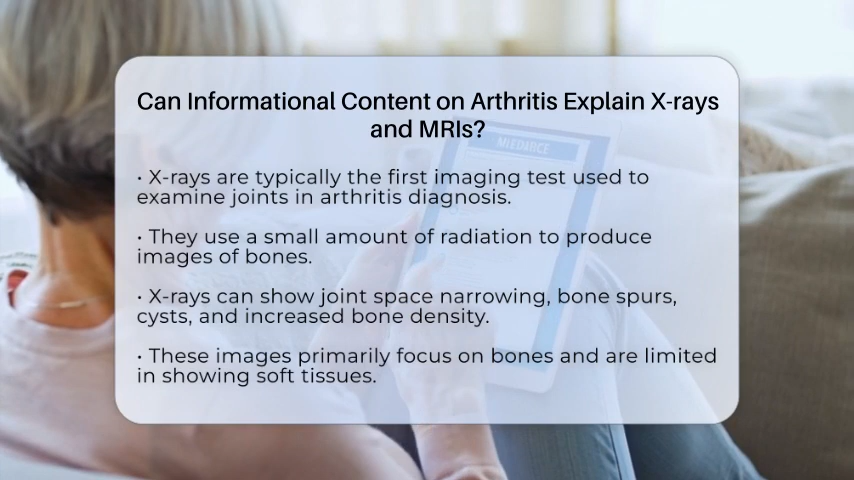 Can Informational Content on Arthritis Explain X-rays
and MRIs?
• X-rays are typically the first imaging test used to
examine joints in arthritis diagnosis.
• They use a small amount of radiation to produce
images of bones.
• X-rays can show joint space narrowing, bone spurs,
cysts, and increased bone density.
• These images primarily focus on bones and are limited
in showing soft tissues.